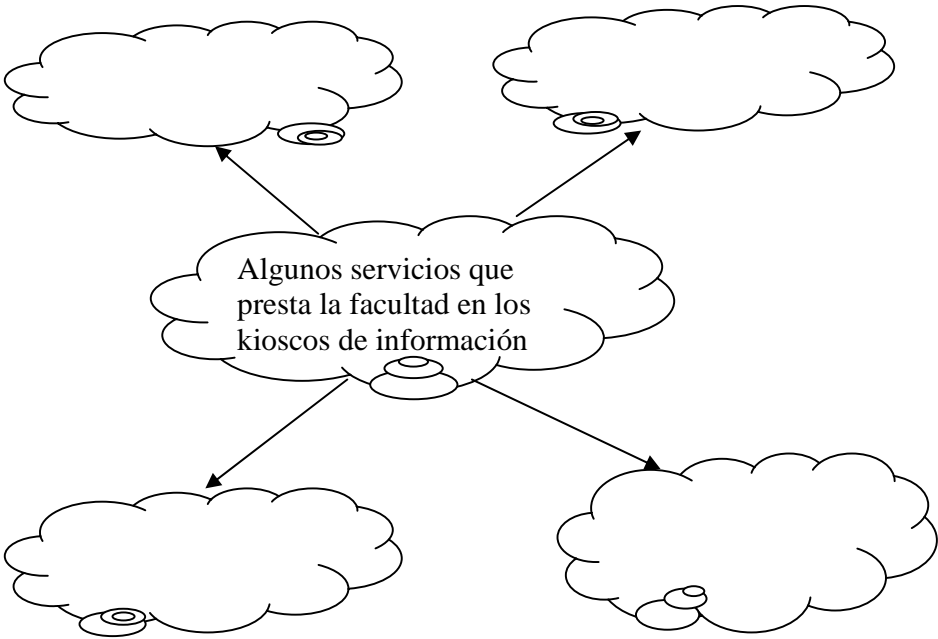 Algunos servicios que
presta la facultad en los
kioscos de información